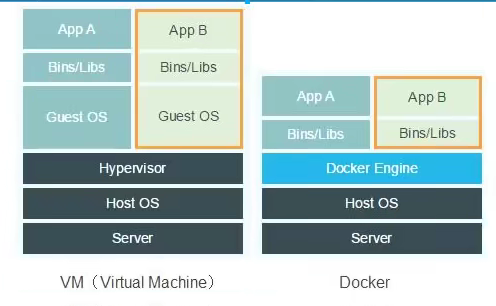 App A
App B
Bins/Libs
Bins/Libs
Guest OS
Guest OS
Hypervisor
Host OS
Server
VM（Virtual Machine）
App A
App B
Bins/Libs
Bins/Libs
Docker Engine
Host OS
Server
Docker